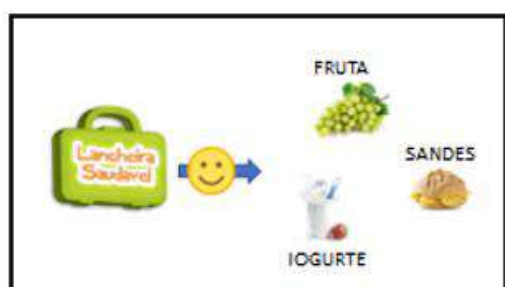 FRUTA
Lancheira
Saudável
SANDES
IOGURTE